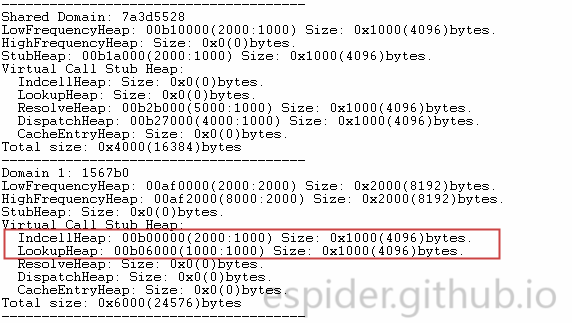 --------------------------------------
Shared Domain: 7a3d5528
LowFrequencyHeap: 00b10000(2000:1000) Size: 0x1000(4096)bytes.
HighFrequencyHeap: Size: 0x0(0)bytes.
StubHeap: 00b1a000(2000:1000) Size: 0x1000(4096)bytes.
Virtual Call Stub Heap:
  IndcellHeap: Size: 0x0(0)bytes.
  LookupHeap: Size: 0x0(0)bytes.
  ResolveHeap: 00b2b000(5000:1000) Size: 0x1000(4096)bytes.
  DispatchHeap: 00b27000(4000:1000) Size: 0x1000(4096)bytes.
  CacheEntryHeap: Size: 0x0(0)bytes.
Total size: 0x4000(16384)bytes
--------------------------------------
Domain 1: 1567b0
LowFrequencyHeap: 00af0000(2000:2000) Size: 0x2000(8192)bytes.
HighFrequencyHeap: 00af2000(8000:2000) Size: 0x2000(8192)bytes.
StubHeap: Size: 0x0(0)bytes.
Virtual Call Stub Heap:
  IndcellHeap: 00b00000(2000:1000) Size: 0x1000(4096)bytes.
  LookupHeap: 00b06000(1000:1000) Size: 0x1000(4096)bytes.
  ResolveHeap: Size: 0x0(0)bytes.
  DispatchHeap: Size: 0x0(0)bytes.
  CacheEntryHeap: Size: 0x0(0)bytes.
Total size: 0x6000(24576)bytes
--------------------------------------
espider.github.io